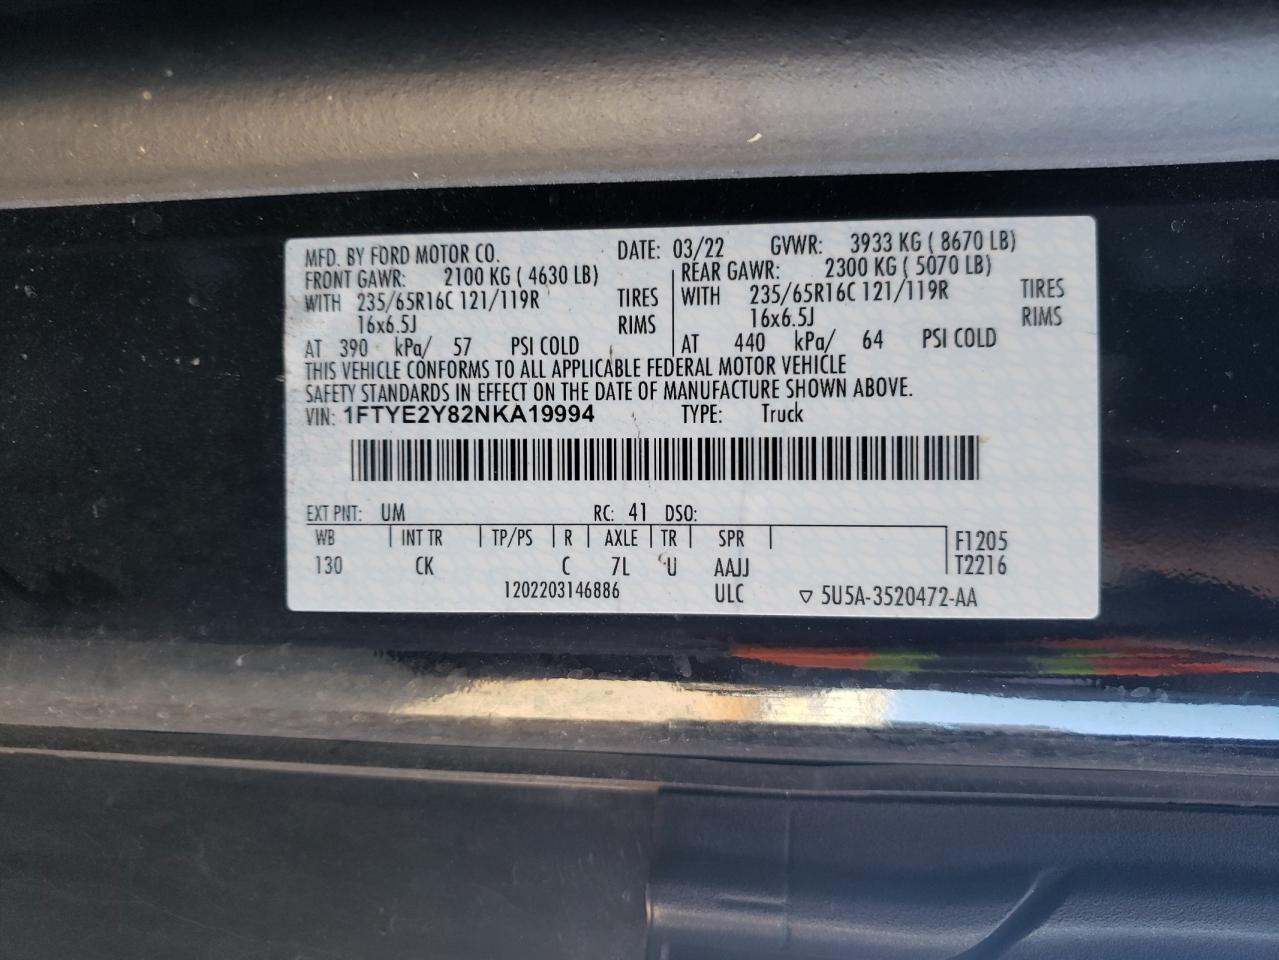 MFD. BY FORD MOTOR CO. DATE: 03/22 GVWR: 3933 KG ( 8670 LB)
FRONT GAWR: 2100 KG ( 4630 LB) REAR GAWR: 2300 KG ( 5070 LB)
WITH 235/65R16C 121/119R TIRES WITH 235/65R16C 121/119R TIRES
16x6.5J RIMS 16x6.5J RIMS
AT 390 kPa/ 57 PSI COLD AT 440 kPa/ 64 PSI COLD
THIS VEHICLE CONFORMS TO ALL APPLICABLE FEDERAL MOTOR VEHICLE
SAFETY STANDARDS IN EFFECT ON THE DATE OF MANUFACTURE SHOWN ABOVE.
VIN: 1FTYE2Y82NKA19994 TYPE: Truck
EXT PNT: UM RC: 41 DSO:
WB INT TR TP/PS R AXLE TR SPR F1205
130 CK C 7L U AAJJ T2216
1202203146886 ULC ▽ 5U5A-3520472-AA